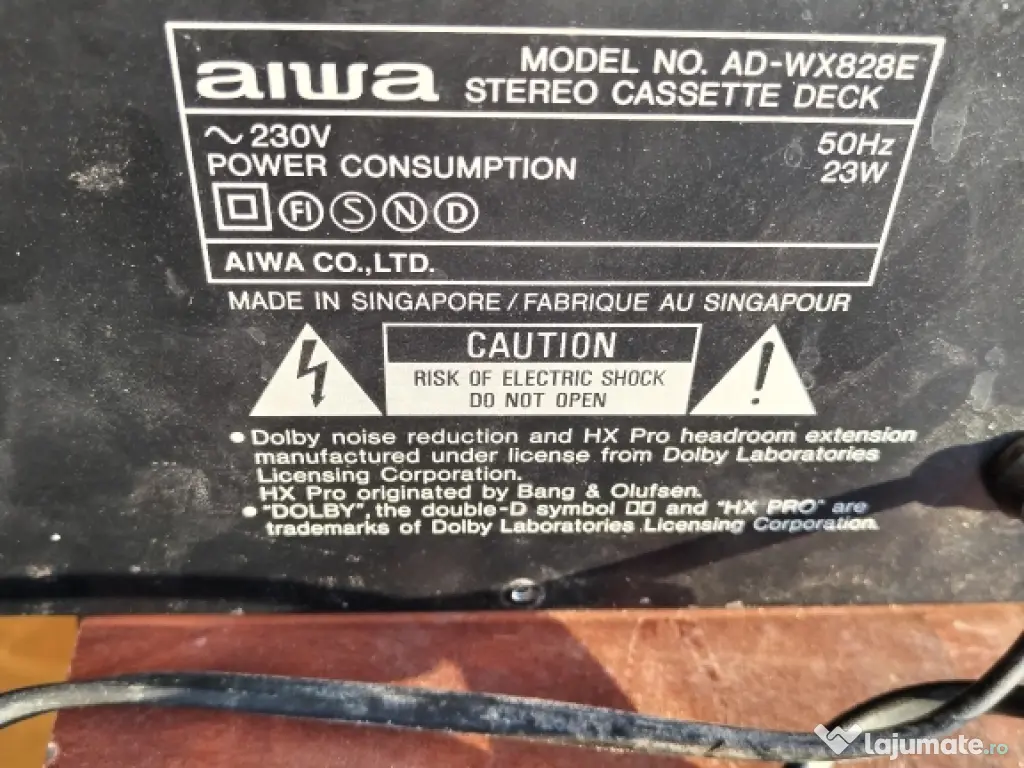 aiwa
MODEL NO. AD-WX828E
STEREO CASSETTE DECK
~ 230V 50Hz
POWER CONSUMPTION 23W
FI S N D
AIWA CO.,LTD.
MADE IN SINGAPORE / FABRIQUE AU SINGAPOUR
CAUTION
RISK OF ELECTRIC SHOCK
DO NOT OPEN
• Dolby noise reduction and HX Pro headroom extension
manufactured under license from Dolby Laboratories
Licensing Corporation.
HX Pro originated by Bang & Olufsen.
• "DOLBY", the double-D symbol and "HX PRO" are
trademarks of Dolby Laboratories Licensing Corporation.
lajumate.ro